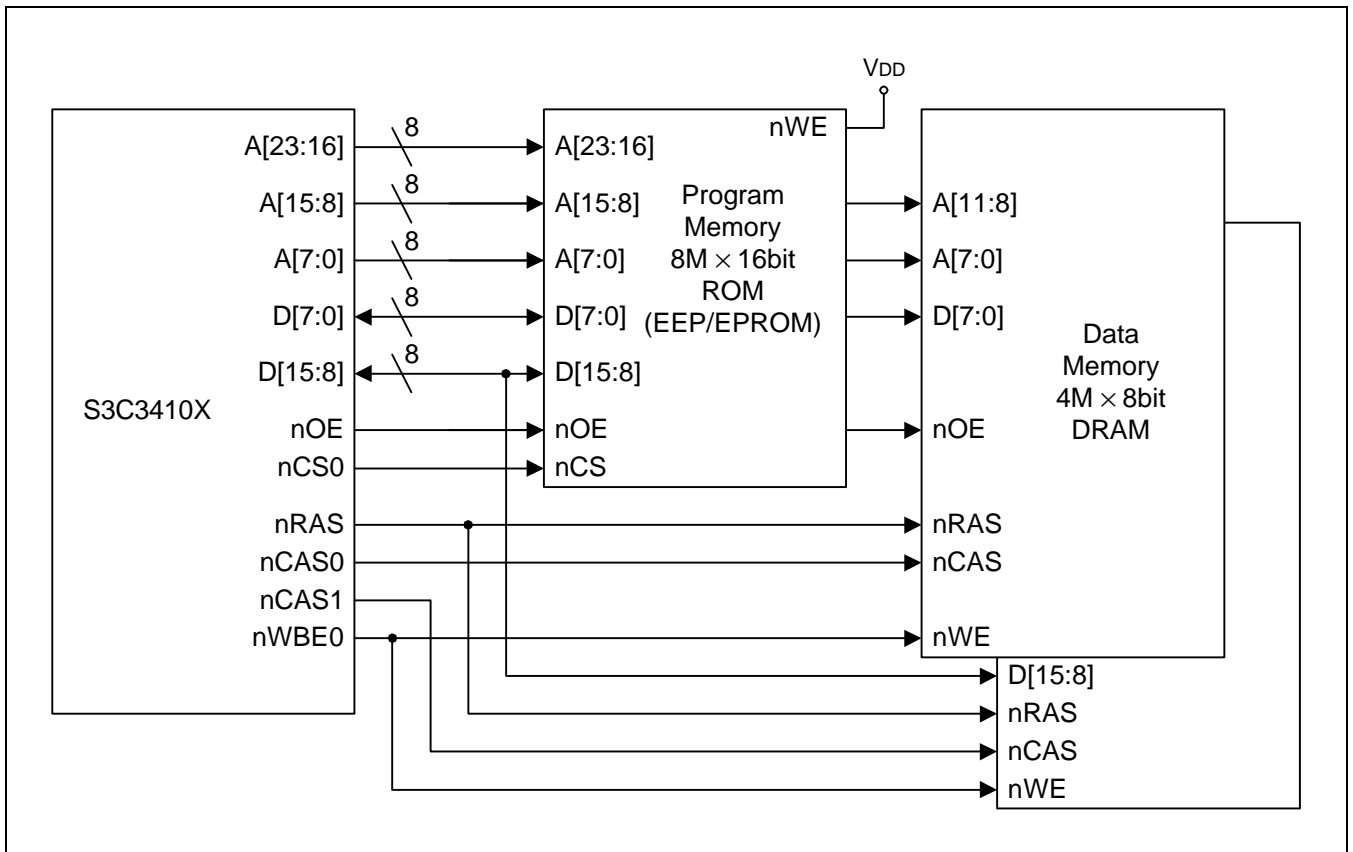 VDD
S3C3410X
A[23:16]
A[15:8]
A[7:0]
D[7:0]
D[15:8]
nOE
nCS0
nRAS
nCAS0
nCAS1
nWBE0
8
8
8
8
8
nWE
A[23:16]
A[15:8]
A[7:0]
D[7:0]
D[15:8]
nOE
nCS
Program
Memory
8M × 16bit
ROM
(EEP/EPROM)
A[11:8]
A[7:0]
D[7:0]
nOE
nRAS
nCAS
nWE
Data
Memory
4M × 8bit
DRAM
D[15:8]
nRAS
nCAS
nWE